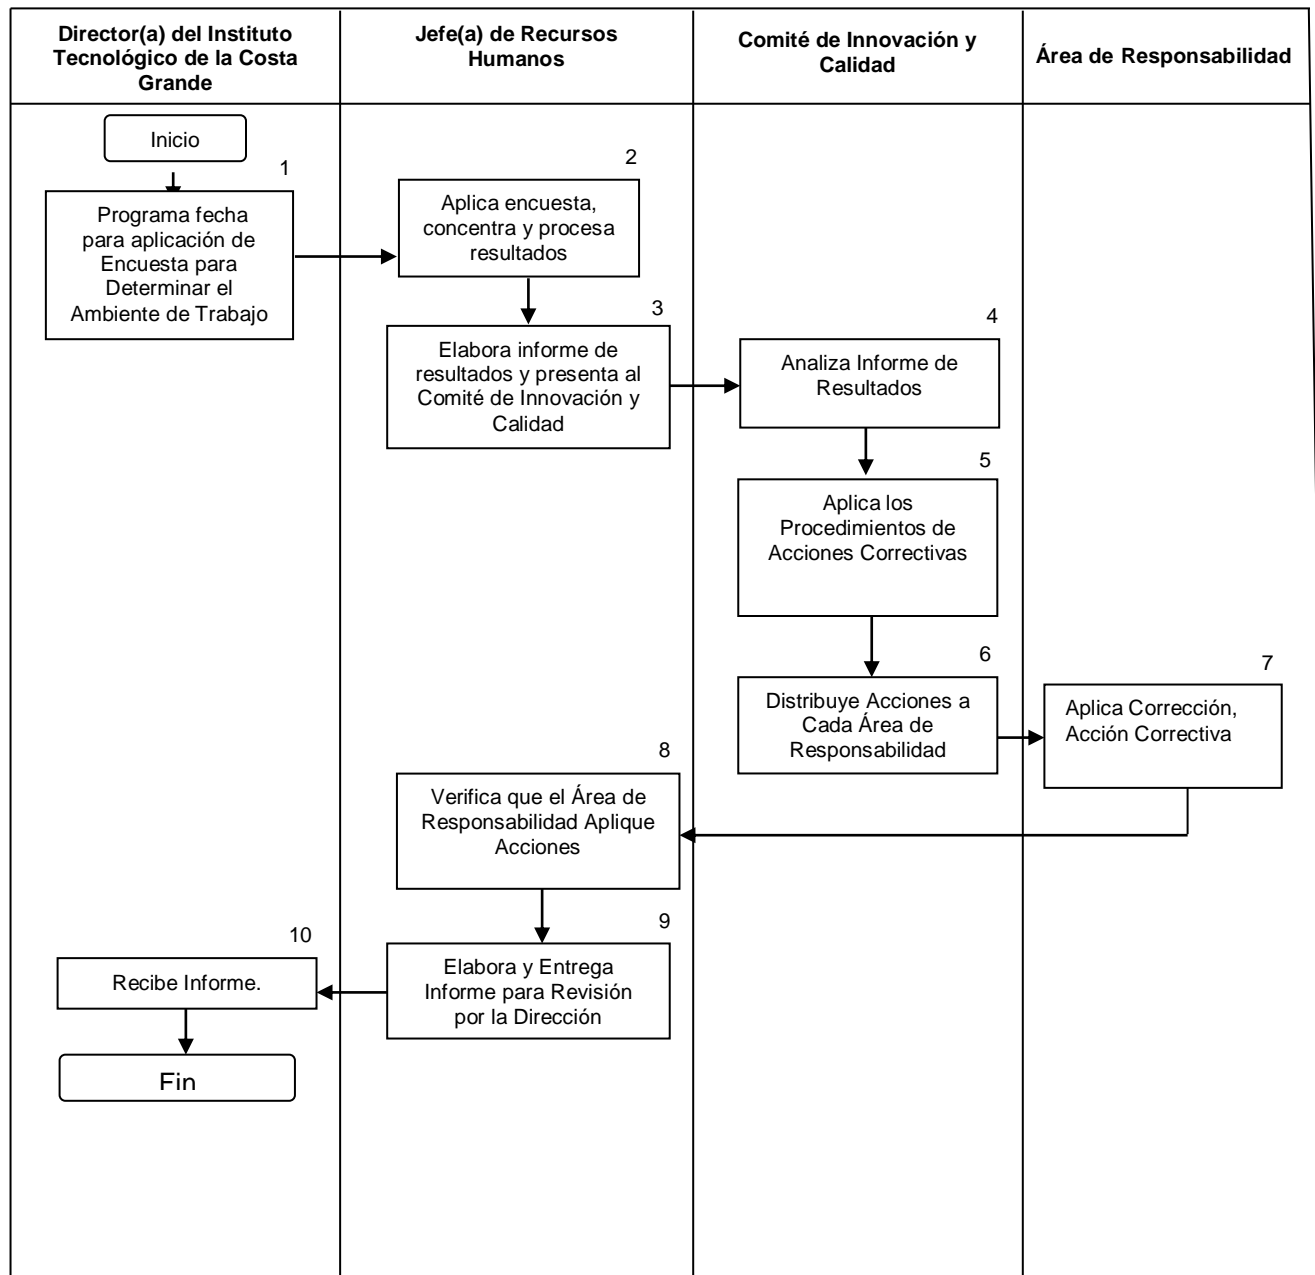 Director(a) del Instituto
Tecnológico de la Costa
Grande
Jefe(a) de Recursos
Humanos
Comité de Innovación y
Calidad
Área de Responsabilidad
Inicio
1
Programa fecha
para aplicación de
Encuesta para
Determinar el
Ambiente de Trabajo
2
Aplica encuesta,
concentra y procesa
resultados
3
Elabora informe de
resultados y presenta al
Comité de Innovación y
Calidad
4
Analiza Informe de
Resultados
5
Aplica los
Procedimientos de
Acciones Correctivas
6
Distribuye Acciones a
Cada Área de
Responsabilidad
7
Aplica Corrección,
Acción Correctiva
8
Verifica que el Área de
Responsabilidad Aplique
Acciones
9
Elabora y Entrega
Informe para Revisión
por la Dirección
10
Recibe Informe.
Fin